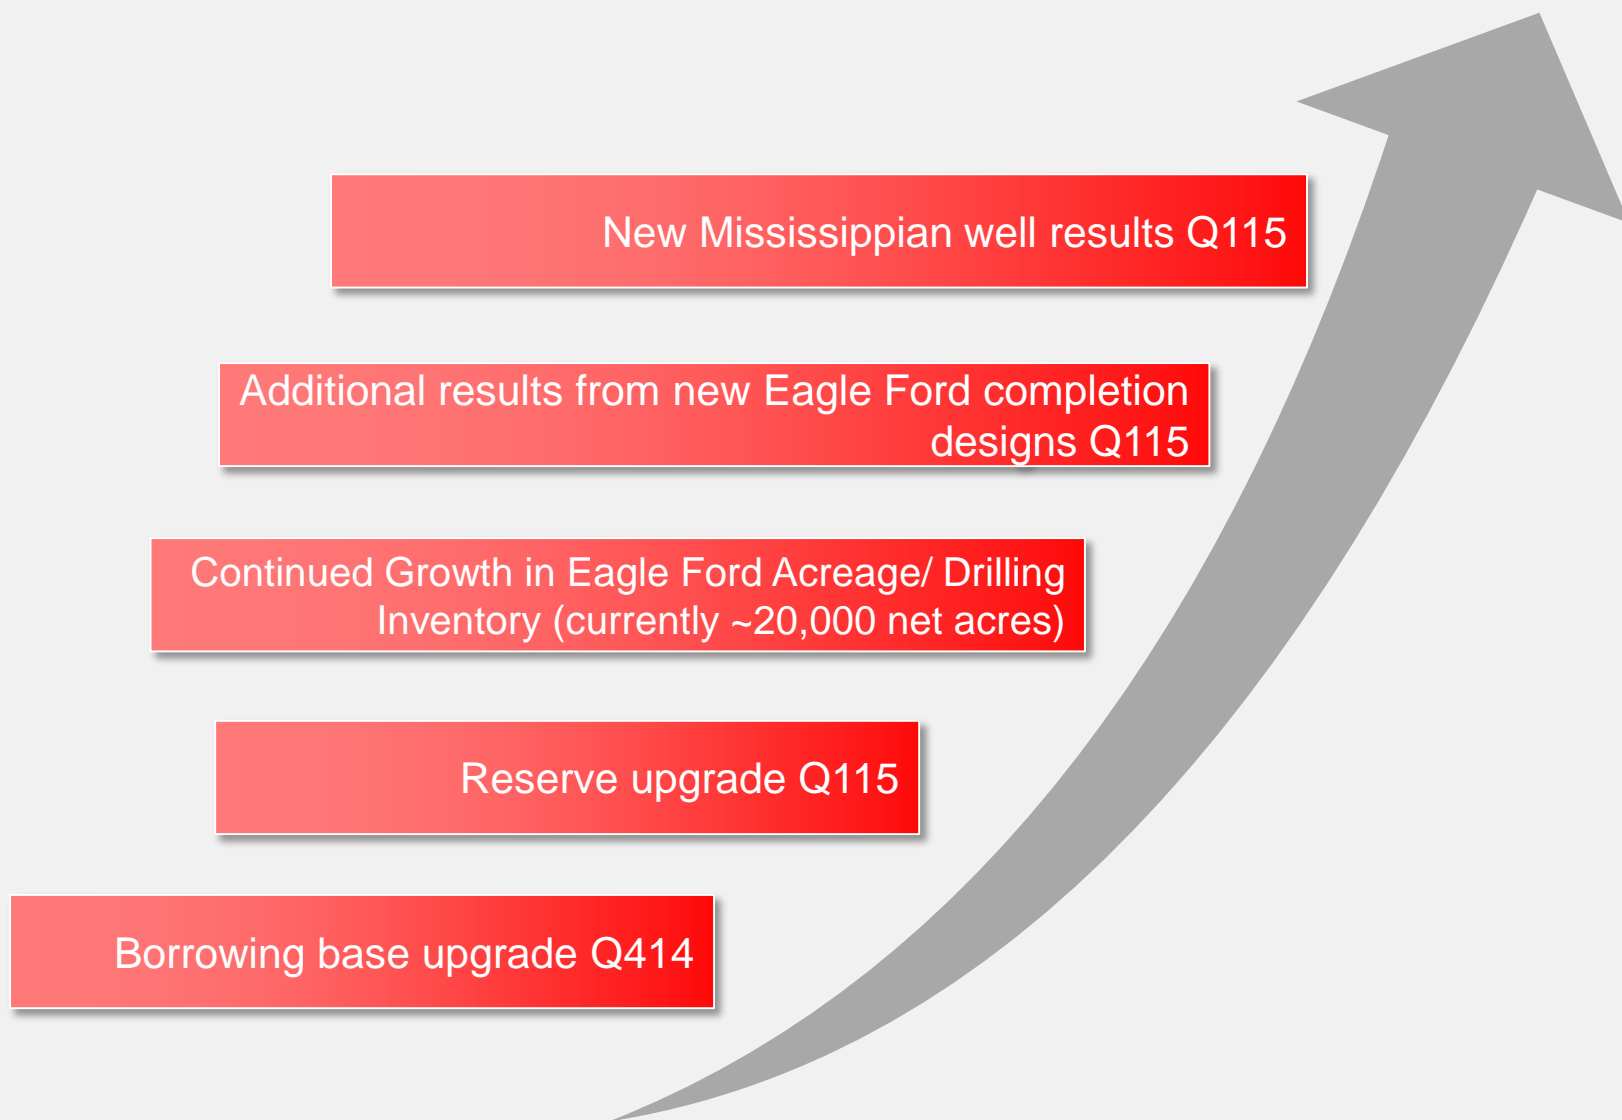 New Mississippian well results Q115
Additional results from new Eagle Ford completion
designs Q115
Continued Growth in Eagle Ford Acreage/ Drilling
Inventory (currently ~20,000 net acres)
Reserve upgrade Q115
Borrowing base upgrade Q414